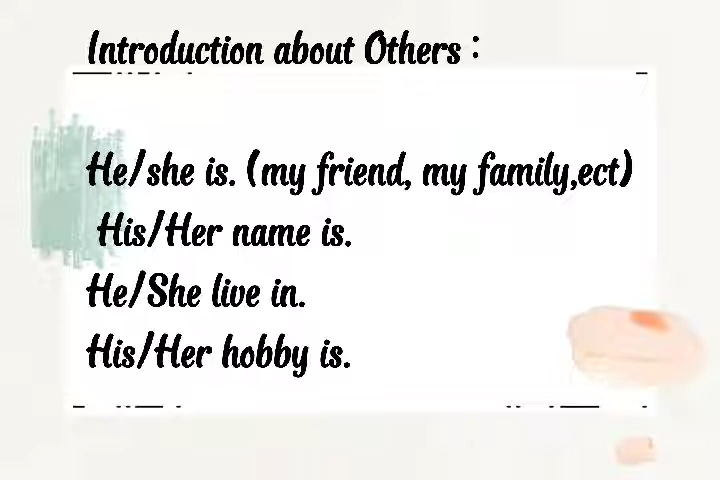 Introduction about Others :
He/she is. (my friend, my family,ect)
His/Her name is.
He/She live in.
His/Her hobby is.